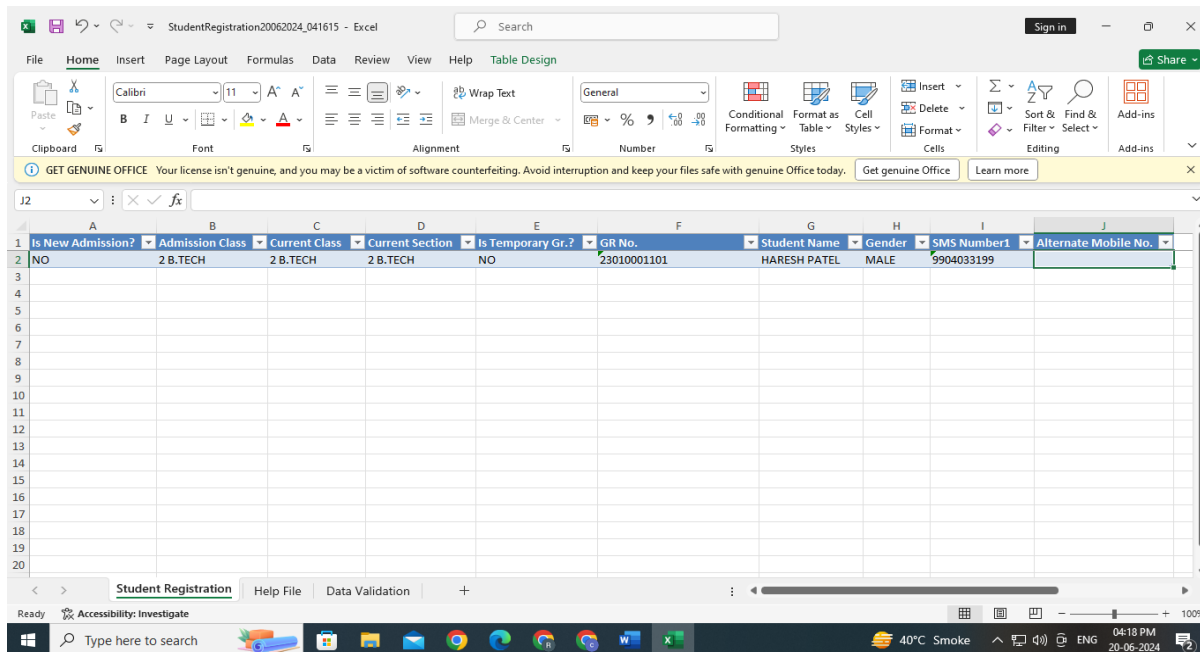 StudentRegistration20062024_041615 - Excel
Search
Sign in
File Home Insert Page Layout Formulas Data Review View Help Table Design
Share
Paste
Calibri 11 A^ A˅
B I U A
Wrap Text
Merge & Center
General
% , .00
Conditional Formatting
Format as Table
Cell Styles
Insert
Delete
Format
Sort & Filter
Find & Select
Add-ins
Clipboard Font Alignment Number Styles Cells Editing Add-ins
GET GENUINE OFFICE Your license isn't genuine, and you may be a victim of software counterfeiting. Avoid interruption and keep your files safe with genuine Office today. Get genuine Office Learn more
J2 fx
A B C D E F G H I J
1 Is New Admission? Admission Class Current Class Current Section Is Temporary Gr.? GR No. Student Name Gender SMS Number1 Alternate Mobile No.
2 NO 2 B.TECH 2 B.TECH 2 B.TECH NO 23010001101 HARESH PATEL MALE 9904033199
3
4
5
6
7
8
9
10
11
12
13
14
15
16
17
18
19
20
Student Registration Help File Data Validation +
Ready Accessibility: Investigate
Type here to search
40°C Smoke ENG
04:18 PM
20-06-2024
2